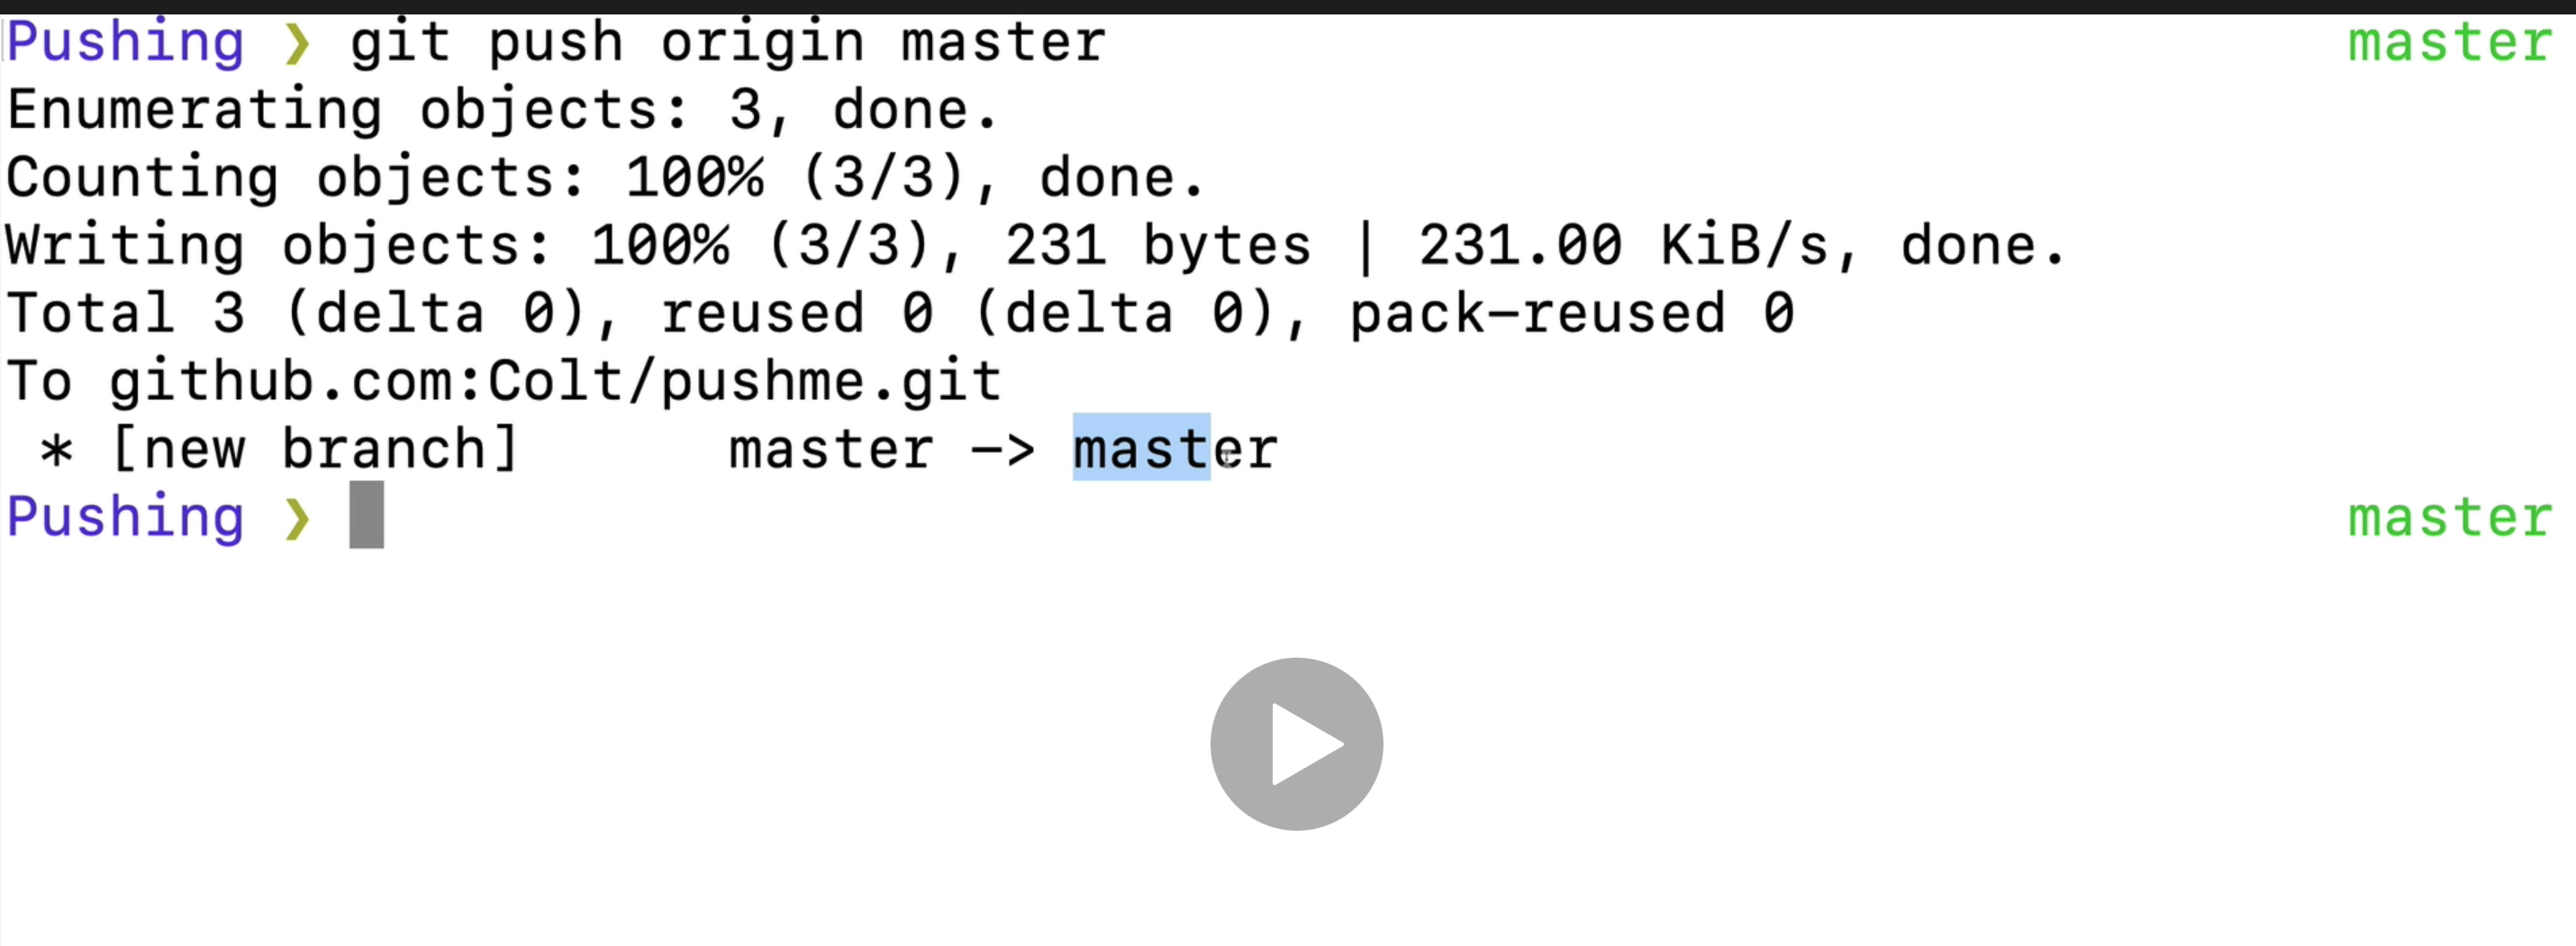 Pushing ❯ git push origin master master
Enumerating objects: 3, done.
Counting objects: 100% (3/3), done.
Writing objects: 100% (3/3), 231 bytes | 231.00 KiB/s, done.
Total 3 (delta 0), reused 0 (delta 0), pack-reused 0
To github.com:Colt/pushme.git
 * [new branch]      master -> master
Pushing ❯ master